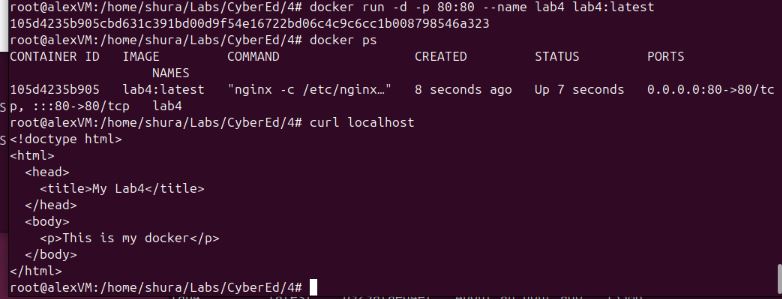 root@alexVM:/home/shura/Labs/CyberEd/4# docker run -d -p 80:80 --name lab4 lab4:latest
105d4235b905cbd631c391bd00d9f54e16722bd06c4c9c6cc1b008798546a323
root@alexVM:/home/shura/Labs/CyberEd/4# docker ps
CONTAINER ID   IMAGE         COMMAND                  CREATED         STATUS         PORTS
NAMES
105d4235b905   lab4:latest   "nginx -c /etc/nginx…"   8 seconds ago   Up 7 seconds   0.0.0.0:80->80/tc
p, :::80->80/tcp   lab4
root@alexVM:/home/shura/Labs/CyberEd/4# curl localhost
<!doctype html>
<html>
  <head>
    <title>My Lab4</title>
  </head>
  <body>
    <p>This is my docker</p>
  </body>
</html>
root@alexVM:/home/shura/Labs/CyberEd/4#